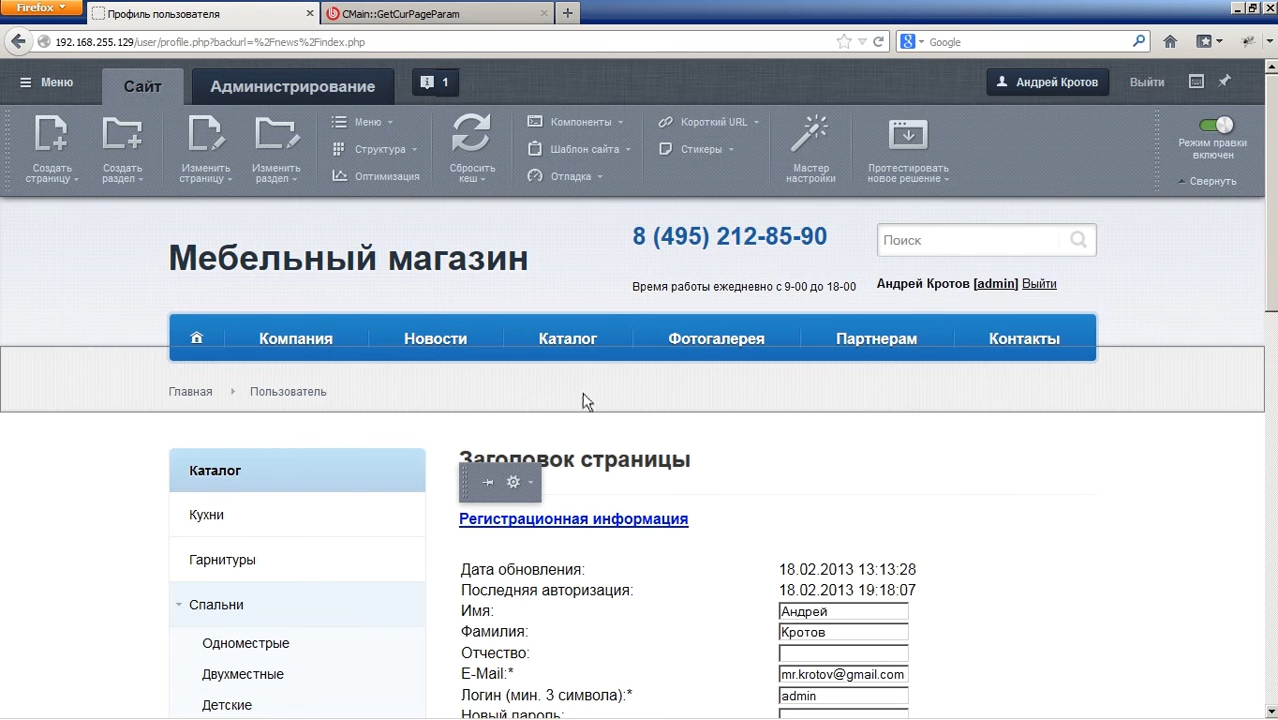 Firefox
Профиль пользователя
CMain::GetCurPageParam
192.168.255.129/user/profile.php?backurl=%2Fnews%2Findex.php
Google
Меню
Сайт
Администрирование
1
Андрей Кротов
Выйти
Создать страницу
Создать раздел
Изменить страницу
Изменить раздел
Меню
Структура
Оптимизация
Сбросить кеш
Компоненты
Шаблон сайта
Отладка
Короткий URL
Стикеры
Мастер настройки
Протестировать новое решение
Режим правки включен
Свернуть
Мебельный магазин
8 (495) 212-85-90
Время работы ежедневно с 9-00 до 18-00
Поиск
Андрей Кротов [admin] Выйти
Компания
Новости
Каталог
Фотогалерея
Партнерам
Контакты
Главная
Пользователь
Каталог
Кухни
Гарнитуры
Спальни
Одноместрые
Двухместные
Детские
Заголовок страницы
Регистрационная информация
Дата обновления: 18.02.2013 13:13:28
Последняя авторизация: 18.02.2013 19:18:07
Имя: Андрей
Фамилия: Кротов
Отчество:
E-Mail:* mr.krotov@gmail.com
Логин (мин. 3 символа):* admin
Новый пароль: